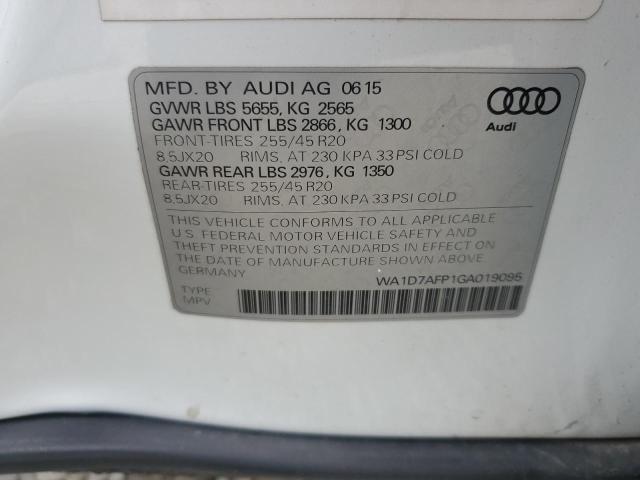 MFD. BY AUDI AG 0615
GVWR LBS 5655, KG 2565
GAWR FRONT LBS 2866, KG 1300
FRONT-TIRES 255/45 R20
8.5JX20 RIMS, AT 230 KPA 33 PSI COLD
GAWR REAR LBS 2976, KG 1350
REAR-TIRES 255/45 R20
8.5JX20 RIMS, AT 230 KPA 33 PSI COLD
THIS VEHICLE CONFORMS TO ALL APPLICABLE
U.S. FEDERAL MOTOR VEHICLE SAFETY AND
THEFT PREVENTION STANDARDS IN EFFECT ON
THE DATE OF MANUFACTURE SHOWN ABOVE.
GERMANY
WA1D7AFP1GA019095
TYPE
MPV
Audi